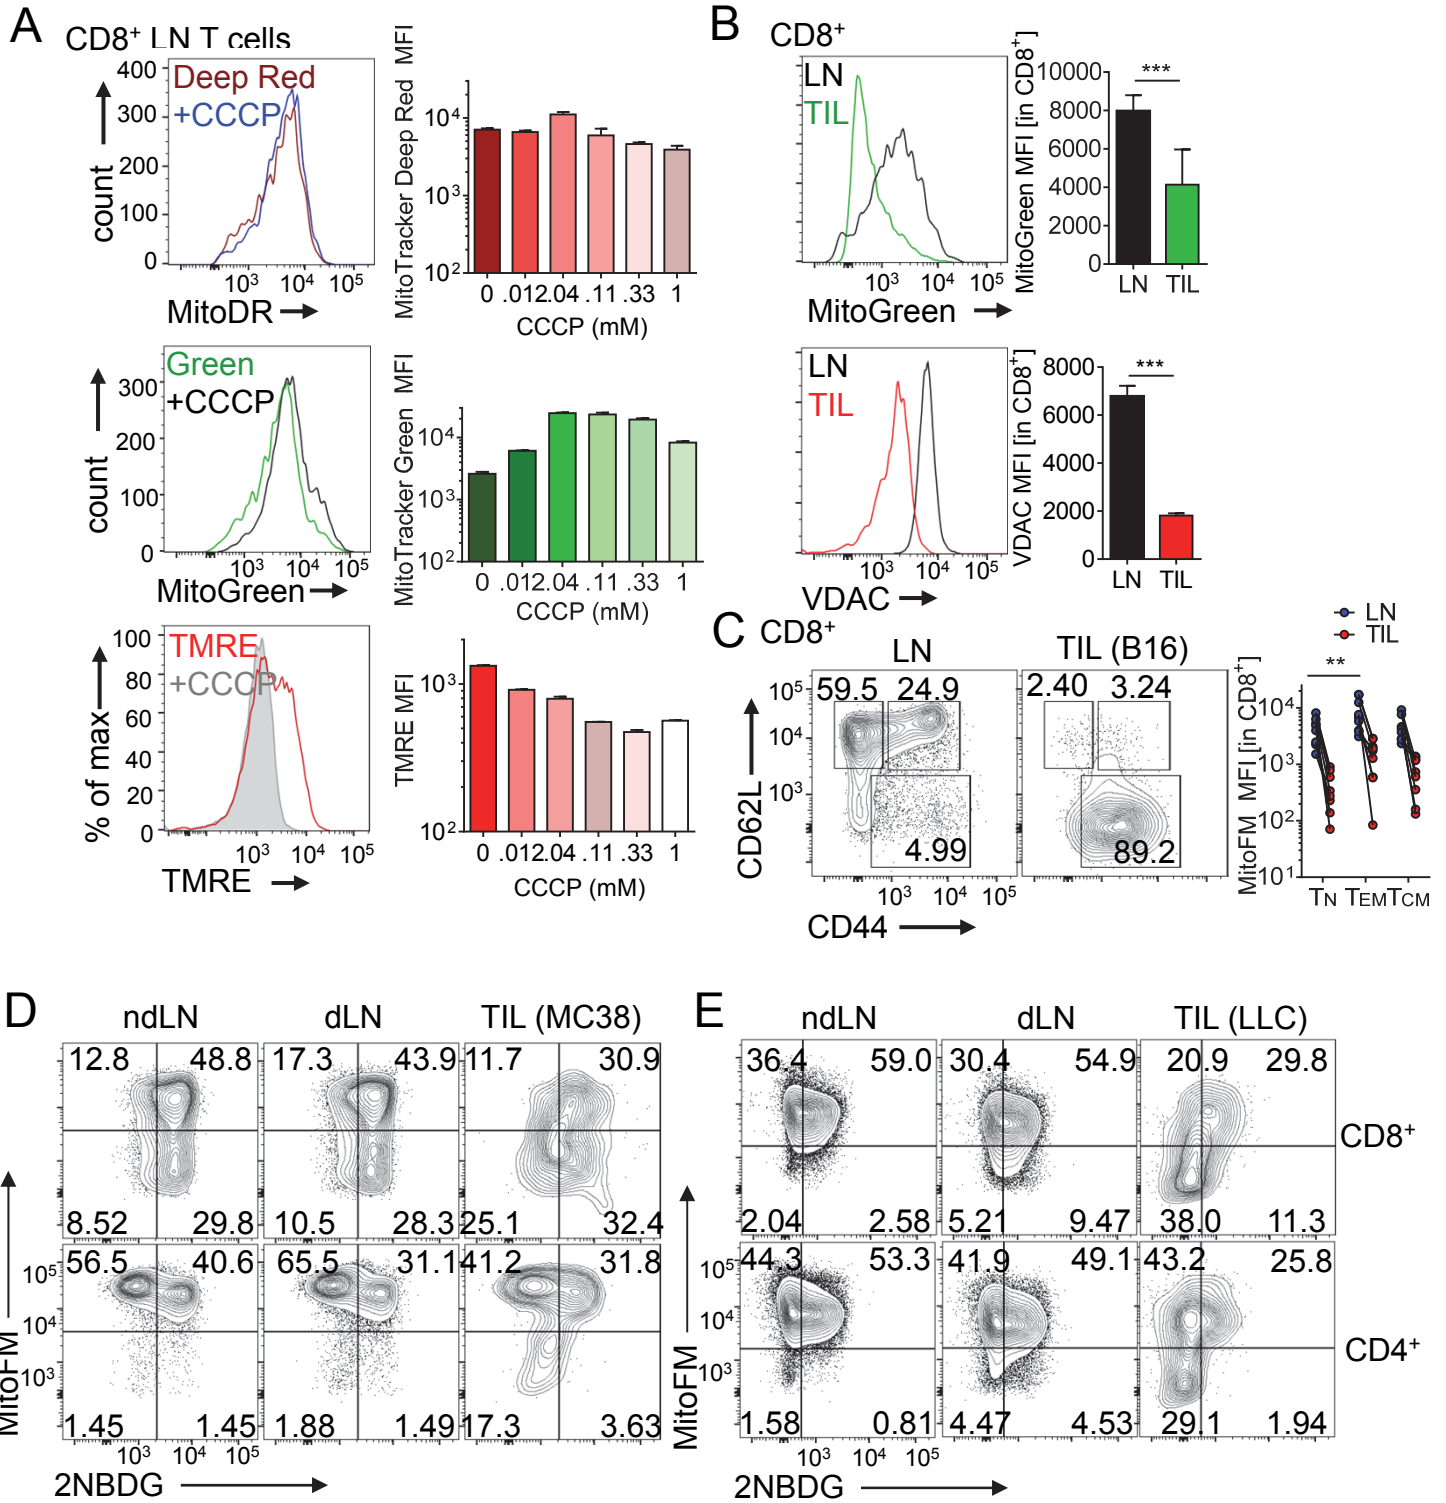 A
CD8+ LN T cells
400
300
200
100
0
count
Deep Red
+CCCP
10³ 10⁴ 10⁵
MitoDR
MitoTracker Deep Red MFI
10⁴
10³
10²
0 .012 .04 .11 .33 1
CCCP (mM)
300
200
100
0
count
Green
+CCCP
10³ 10⁴ 10⁵
MitoGreen
MitoTracker Green MFI
10⁴
10³
10²
0 .012 .04 .11 .33 1
CCCP (mM)
100
80
60
40
20
0
% of max
TMRE
+CCCP
10³ 10⁴ 10⁵
TMRE
TMRE MFI
10³
10²
0 .012 .04 .11 .33 1
CCCP (mM)
B
CD8+
LN
TIL
10³ 10⁴ 10⁵
MitoGreen
MitoGreen MFI [in CD8+]
10000
8000
6000
4000
2000
0
***
LN TIL
LN
TIL
10³ 10⁴ 10⁵
VDAC
VDAC MFI [in CD8+]
8000
6000
4000
2000
0
***
LN TIL
C
CD8+
LN TIL (B16)
59.5 24.9
4.99
2.40 3.24
89.2
10⁵
10⁴
10³
CD62L
10³ 10⁴ 10⁵
CD44
LN
TIL
**
MitoFM MFI [in CD8+]
10⁴
10³
10²
10¹
TN TEM TCM
D
ndLN dLN TIL (MC38)
12.8 48.8 17.3 43.9 11.7 30.9
8.52 29.8 10.5 28.3 25.1 32.4
56.5 40.6 65.5 31.1 41.2 31.8
1.45 1.45 1.88 1.49 17.3 3.63
10⁵
10⁴
10³
MitoFM
10³ 10⁴ 10⁵
2NBDG
E
ndLN dLN TIL (LLC)
36.4 59.0 30.4 54.9 20.9 29.8
CD8+
2.04 2.58 5.21 9.47 38.0 11.3
44.3 53.3 41.9 49.1 43.2 25.8
CD4+
1.58 0.81 4.47 4.53 29.1 1.94
10⁵
10⁴
10³
MitoFM
10³ 10⁴ 10⁵
2NBDG